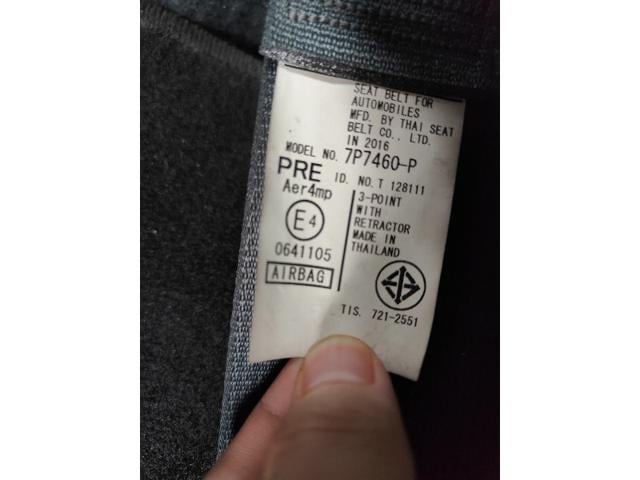 SEAT BELT FOR
AUTOMOBILES
MFD. BY THAI SEAT
BELT CO., LTD.
IN 2016
MODEL NO. 7P7460-P
PRE ID. NO. T 128111
Aer4mp
E4
0641105
AIRBAG
3-POINT
WITH
RETRACTOR
MADE IN
THAILAND
TIS. 721-2551